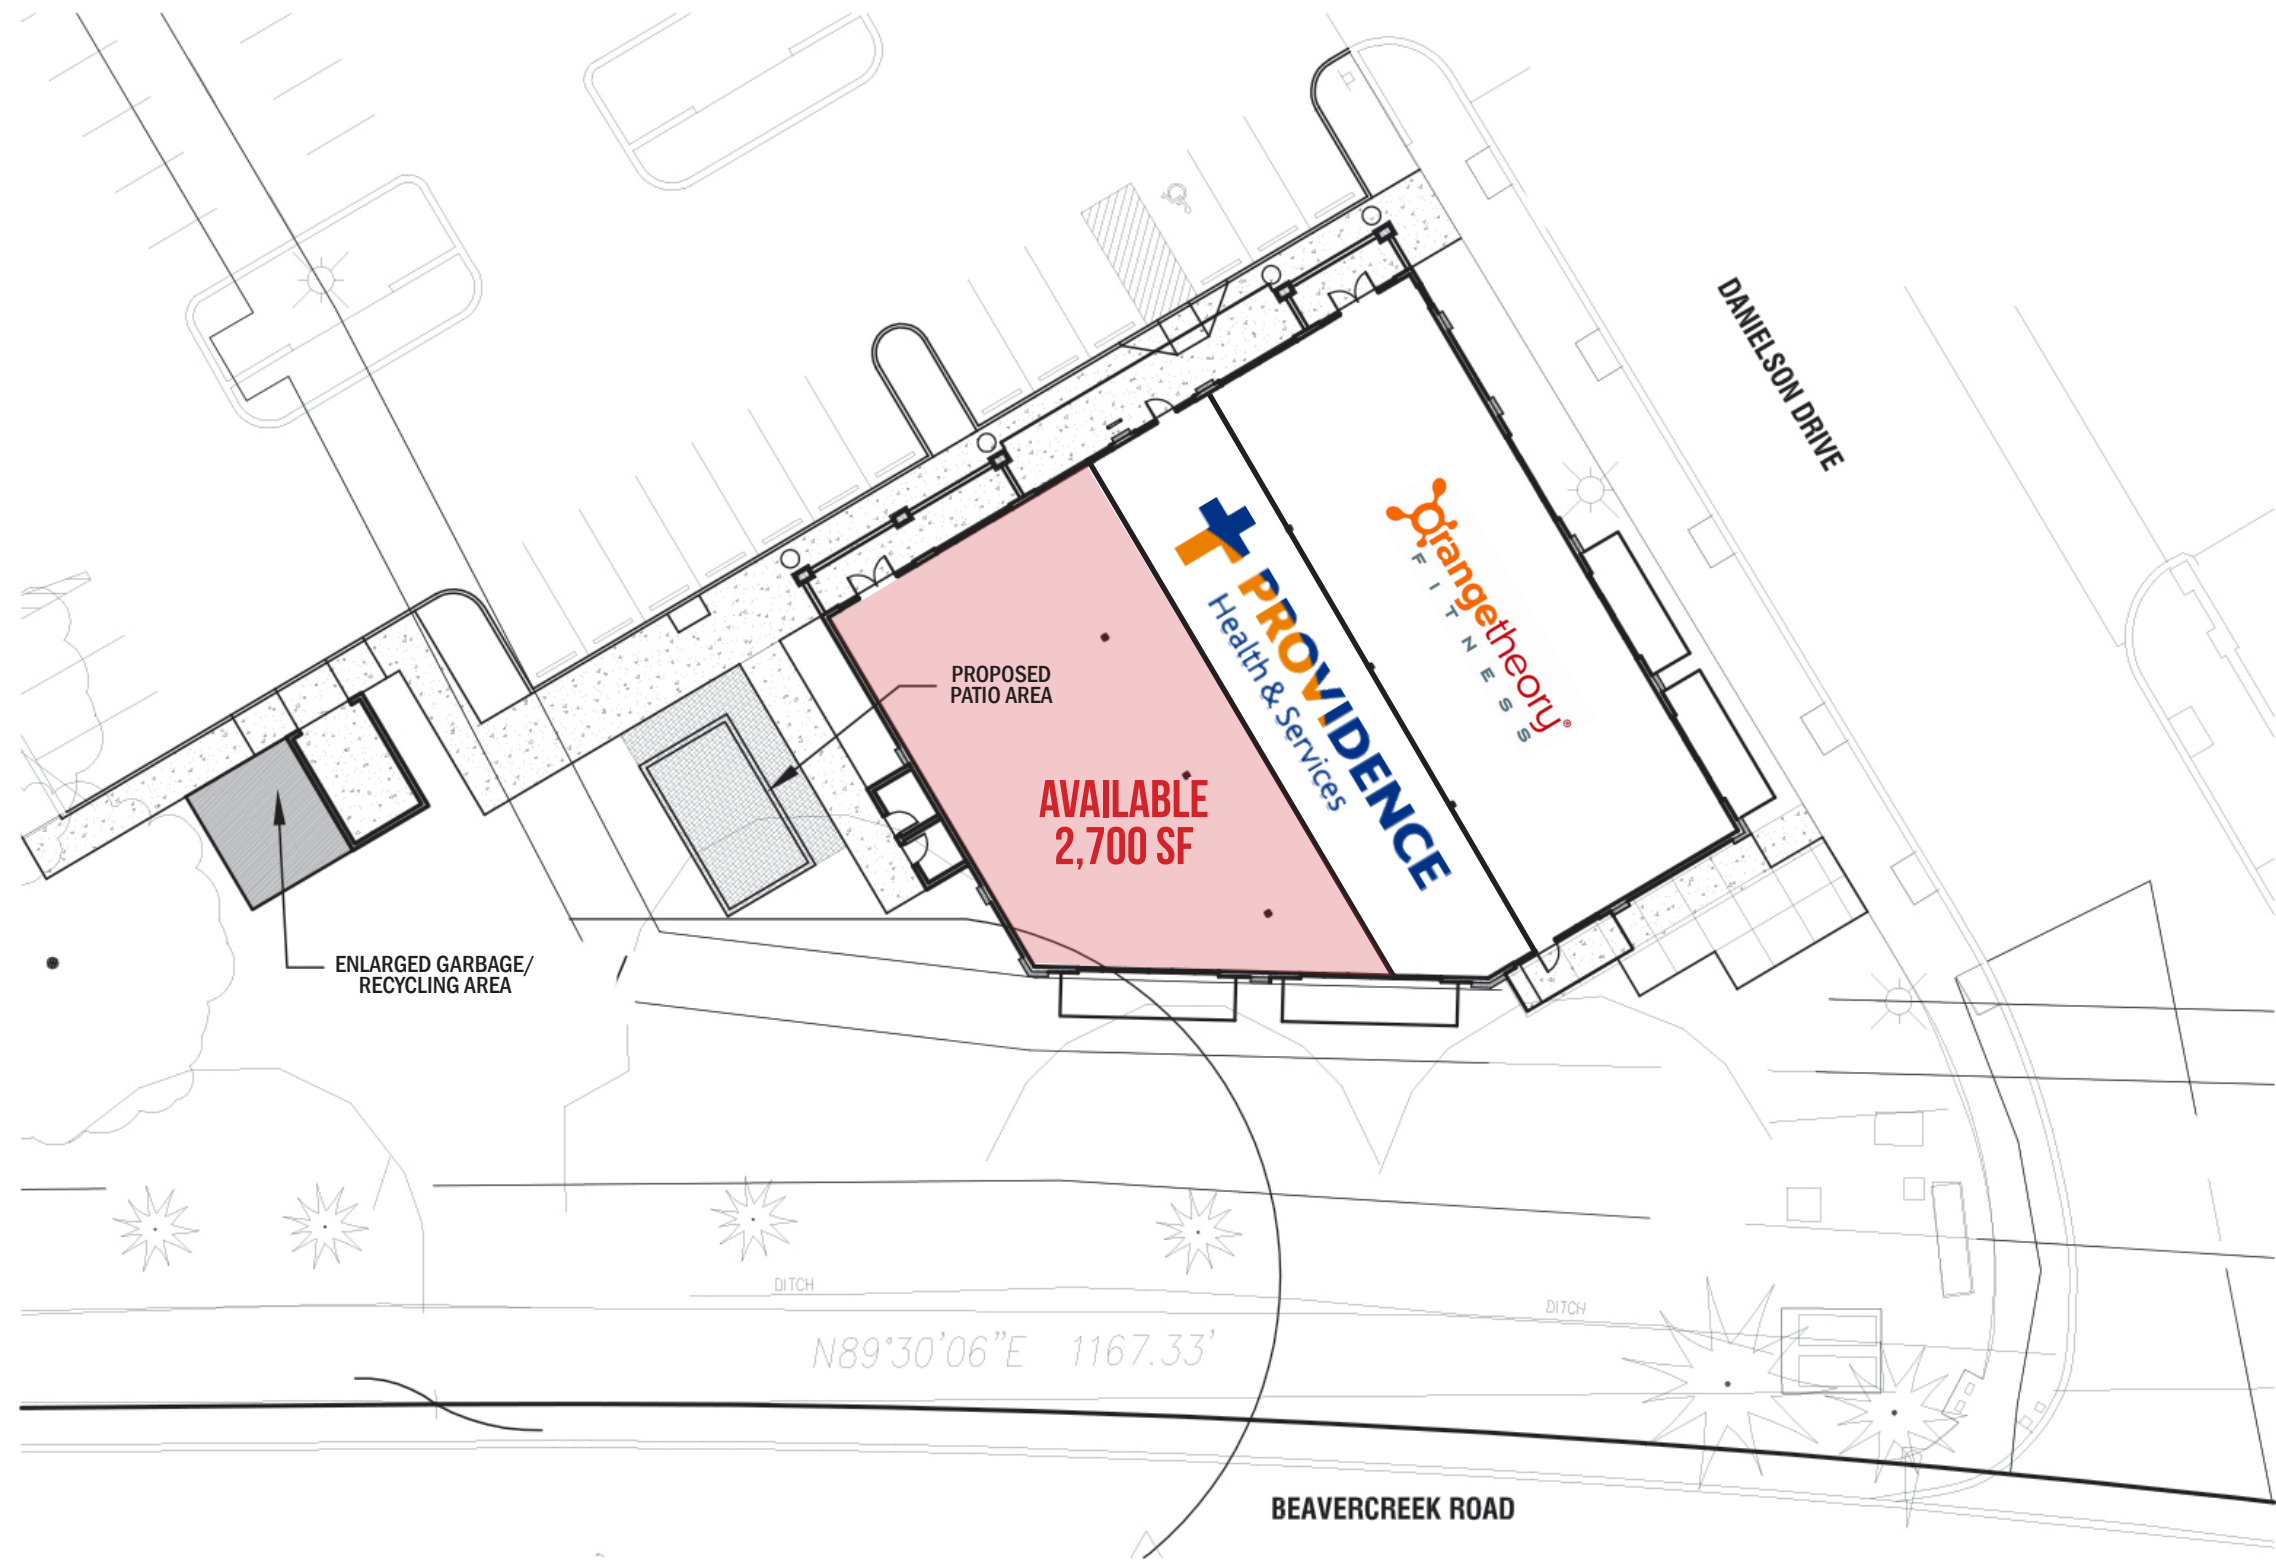 DANIELSON DRIVE
Orangetheory®
FITNESS
PROVIDENCE
Health & Services
PROPOSED
PATIO AREA
AVAILABLE
2,700 SF
ENLARGED GARBAGE/
RECYCLING AREA
DITCH
DITCH
N89°30'06"E 1167.33'
BEAVERCREEK ROAD